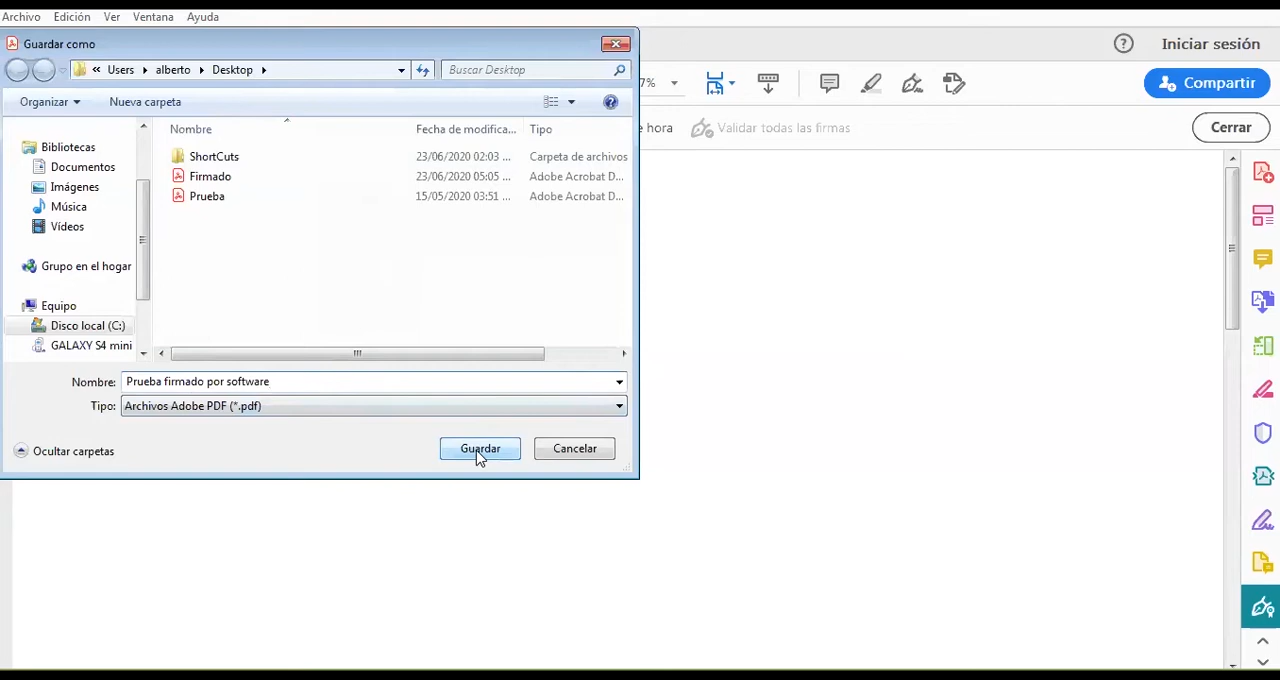 Archivo Edición Ver Ventana Ayuda
Guardar como
« Users alberto Desktop
Buscar Desktop
Organizar Nueva carpeta
Nombre Fecha de modifica... Tipo
ShortCuts 23/06/2020 02:03 ... Carpeta de archivos
Firmado 23/06/2020 05:05 ... Adobe Acrobat D...
Prueba 15/05/2020 03:51 ... Adobe Acrobat D...
Bibliotecas
Documentos
Imágenes
Música
Vídeos
Grupo en el hogar
Equipo
Disco local (C:)
GALAXY S4 mini
Nombre: Prueba firmado por software
Tipo: Archivos Adobe PDF (*.pdf)
Ocultar carpetas
Guardar Cancelar
Iniciar sesión
7%
Compartir
e hora Validar todas las firmas
Cerrar